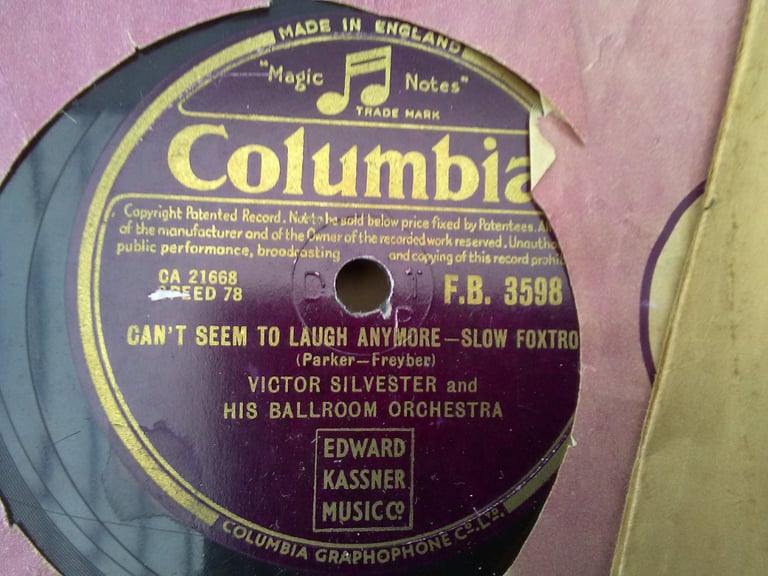 MADE IN ENGLAND
"Magic Notes"
TRADE MARK
Columbia
Copyright Patented Record. Not to be sold below price fixed by Patentees. All
of the manufacturer and of the Owner of the recorded work reserved. Unautho
public performance, broadcasting and copying of this record prohi
CA 21668
SPEED 78
F.B. 3598
CAN'T SEEM TO LAUGH ANYMORE—SLOW FOXTRO
(Parker—Freyber)
VICTOR SILVESTER and
HIS BALLROOM ORCHESTRA
EDWARD
KASSNER
MUSIC Co.
COLUMBIA GRAPHOPHONE Co. LTD.